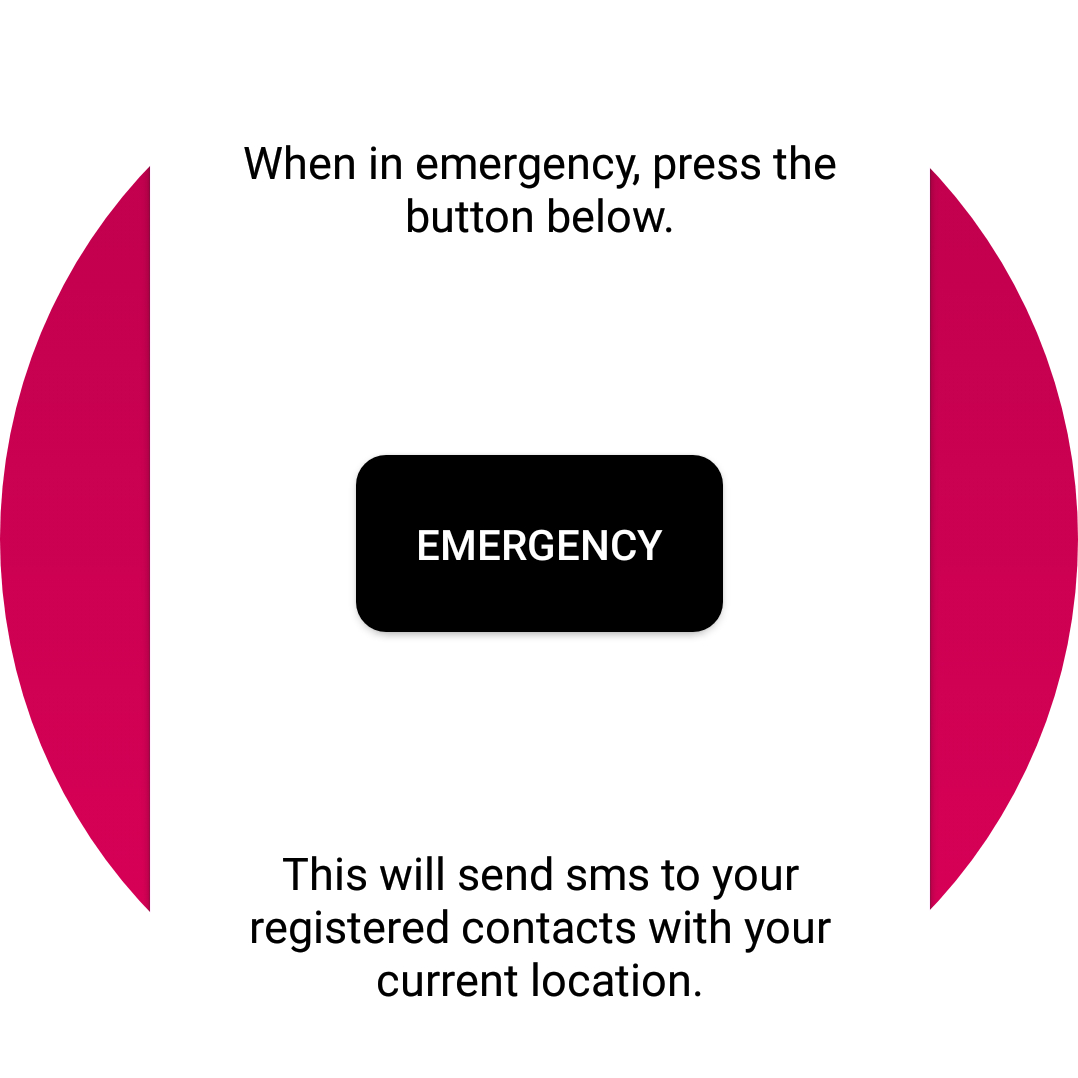 When in emergency, press the
button below.
EMERGENCY
This will send sms to your
registered contacts with your
current location.